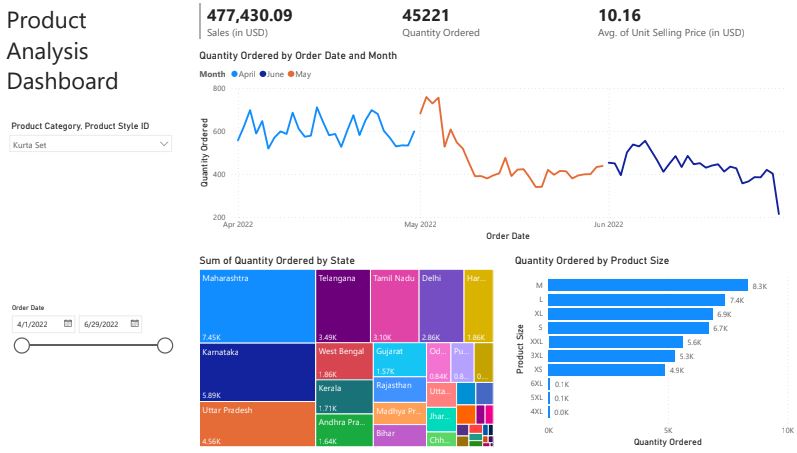 Product
Analysis
Dashboard
477,430.09
Sales (in USD)
45221
Quantity Ordered
10.16
Avg. of Unit Selling Price (in USD)
Product Category, Product Style ID
Kurta Set
Order Date
4/1/2022
6/29/2022
Quantity Ordered by Order Date and Month
Month April June May
Quantity Ordered
800
600
400
200
Apr 2022
May 2022
Jun 2022
Order Date
Sum of Quantity Ordered by State
Maharashtra
7.45K
Karnataka
5.89K
Uttar Pradesh
4.56K
Telangana
3.49K
Tamil Nadu
3.10K
Delhi
2.86K
Har...
1.86K
West Bengal
1.86K
Kerala
1.71K
Andhra Pra...
1.64K
Gujarat
1.57K
Rajasthan
Madhya Pr...
Bihar
Od...
0.84K
Pu...
0.8...
0....
Utta...
Jhar...
Chh...
Quantity Ordered by Product Size
Product Size
M 8.3K
L 7.4K
XL 6.9K
S 6.7K
XXL 5.6K
3XL 5.3K
XS 4.9K
6XL 0.1K
5XL 0.1K
4XL 0.0K
0K 5K 10K
Quantity Ordered